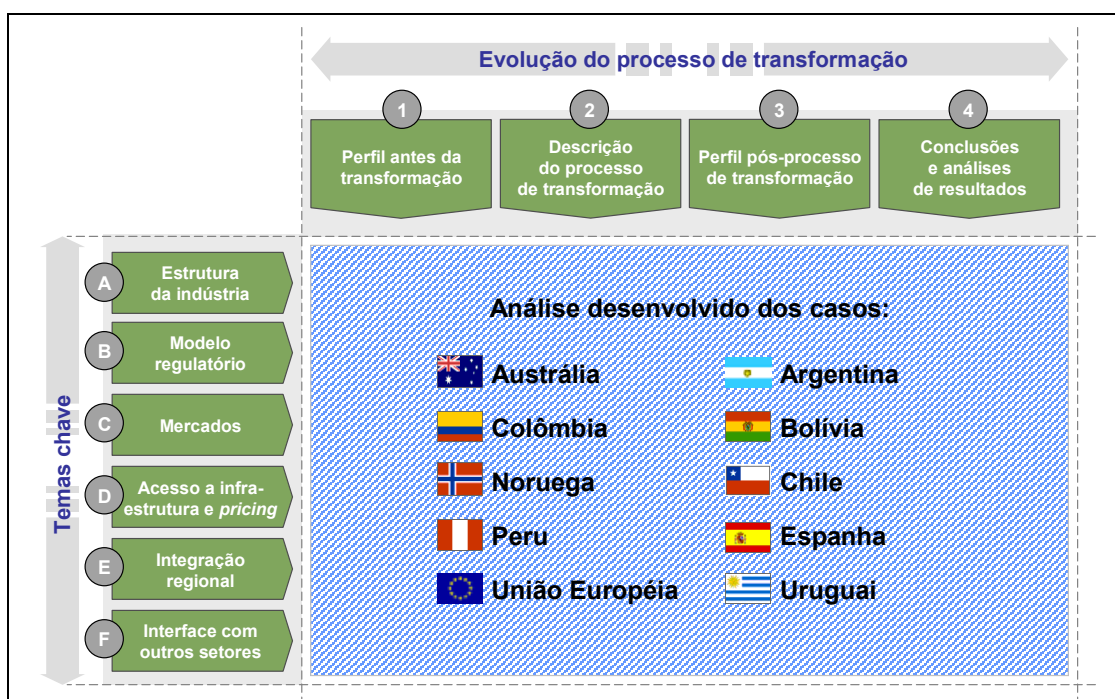 Evolução do processo de transformação
1
2
3
4
Perfil antes da
transformação
Descrição
do processo
de transformação
Perfil pós-processo
de transformação
Conclusões
e análises
de resultados
Temas chave
A
Estrutura
da indústria
B
Modelo
regulatório
C
Mercados
D
Acesso a infra-
estrutura e pricing
E
Integração
regional
F
Interface com
outros setores
Análise desenvolvido dos casos:
Austrália
Argentina
Colômbia
Bolívia
Noruega
Chile
Peru
Espanha
União Européia
Uruguai